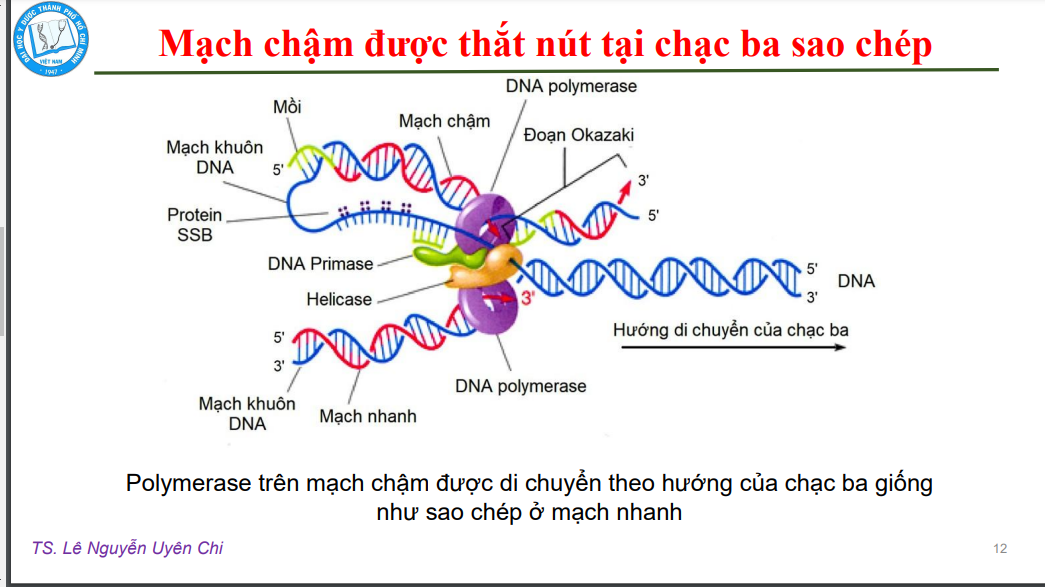 ĐẠI HỌC Y DƯỢC THÀNH PHỐ HỒ CHÍ MINH
VIỆT NAM
1947
Mạch chậm được thắt nút tại chạc ba sao chép
DNA polymerase
Mồi
Mạch chậm
Đoạn Okazaki
Mạch khuôn
DNA
5'
3'
5'
Protein
SSB
DNA Primase
5'
DNA
3'
Helicase
3'
Hướng di chuyển của chạc ba
5'
3'
DNA polymerase
Mạch khuôn
DNA
Mạch nhanh
Polymerase trên mạch chậm được di chuyển theo hướng của chạc ba giống
như sao chép ở mạch nhanh
TS. Lê Nguyễn Uyên Chi
12